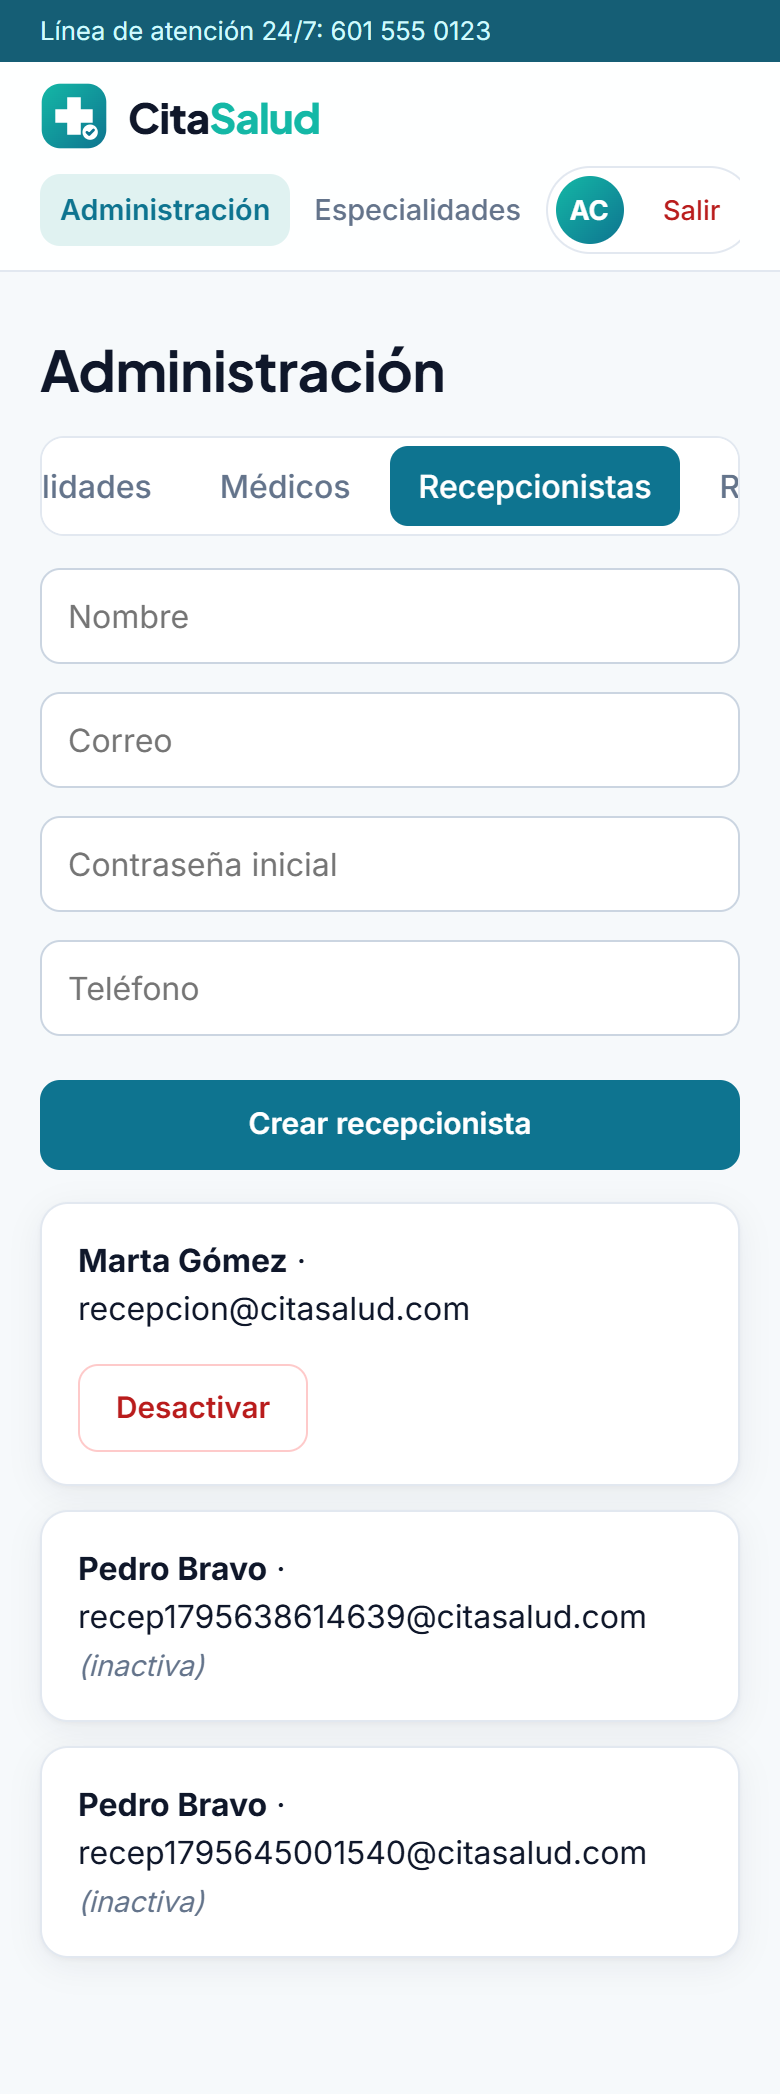 Línea de atención 24/7: 601 555 0123
CitaSalud
Administración Especialidades AC Salir
Administración
lidades Médicos Recepcionistas R
Nombre
Correo
Contraseña inicial
Teléfono
Crear recepcionista
Marta Gómez ·
recepcion@citasalud.com
Desactivar
Pedro Bravo ·
recep1795638614639@citasalud.com
(inactiva)
Pedro Bravo ·
recep1795645001540@citasalud.com
(inactiva)